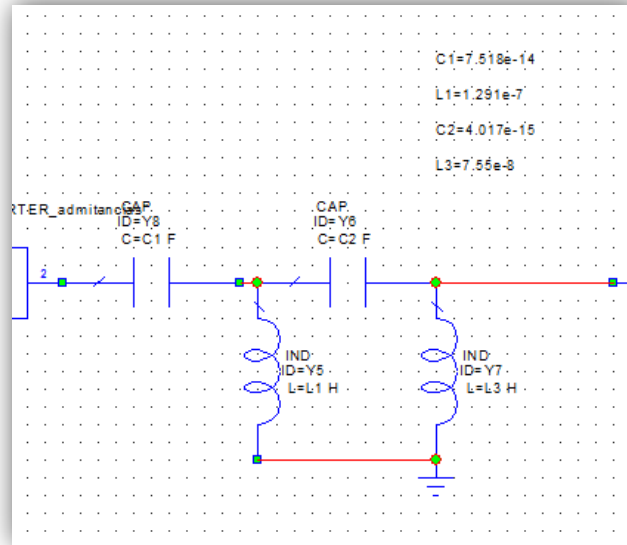 C1=7.518e-14
L1=1.291e-7
C2=4.017e-15
L3=7.55e-8
RTER_admitancias
CAP
ID=Y8
C=C1 F
CAP
ID=Y6
C=C2 F
2
IND
ID=Y5
L=L1 H
IND
ID=Y7
L=L3 H